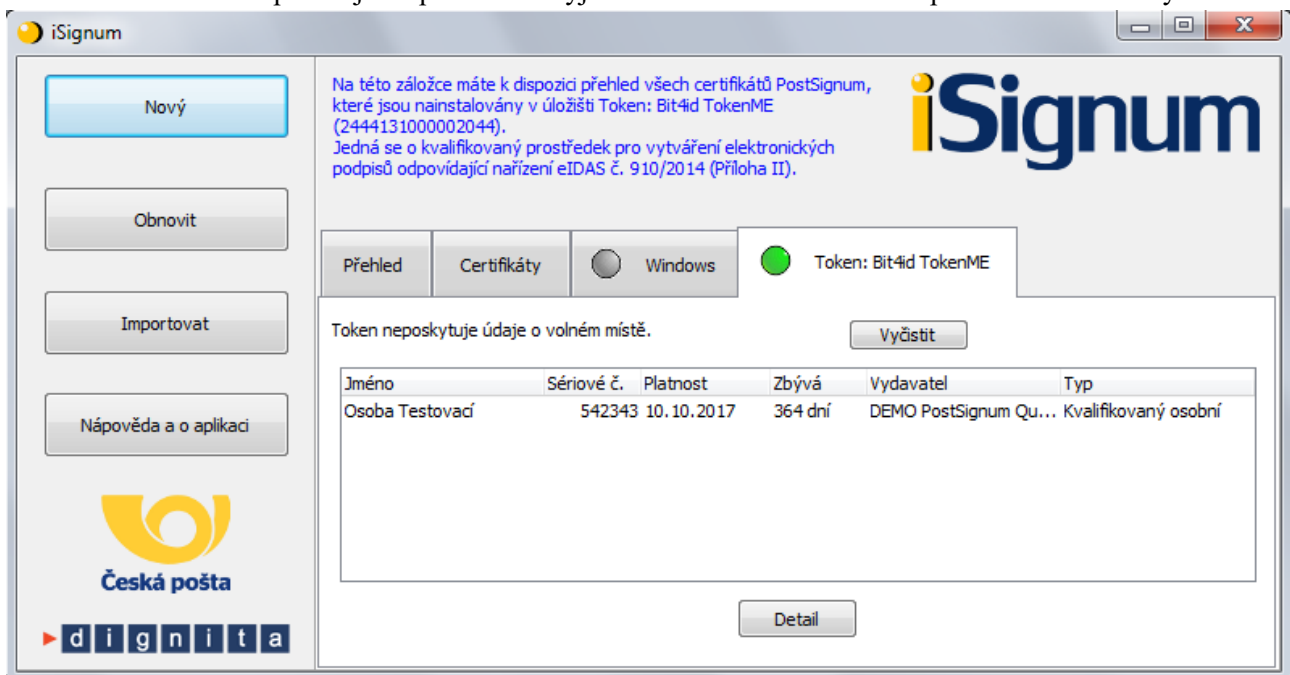 iSignum
Nový
Obnovit
Importovat
Nápověda a o aplikaci
Česká pošta
dignita
Na této záložce máte k dispozici přehled všech certifikátů PostSignum,
které jsou nainstalovány v úložišti Token: Bit4id TokenME
(2444131000002044).
Jedná se o kvalifikovaný prostředek pro vytváření elektronických
podpisů odpovídající nařízení eIDAS č. 910/2014 (Příloha II).
iSignum
Přehled Certifikáty Windows Token: Bit4id TokenME
Token neposkytuje údaje o volném místě. Vyčistit
Jméno Sériové č. Platnost Zbývá Vydavatel Typ
Osoba Testovací 542343 10.10.2017 364 dní DEMO PostSignum Qu... Kvalifikovaný osobní
Detail